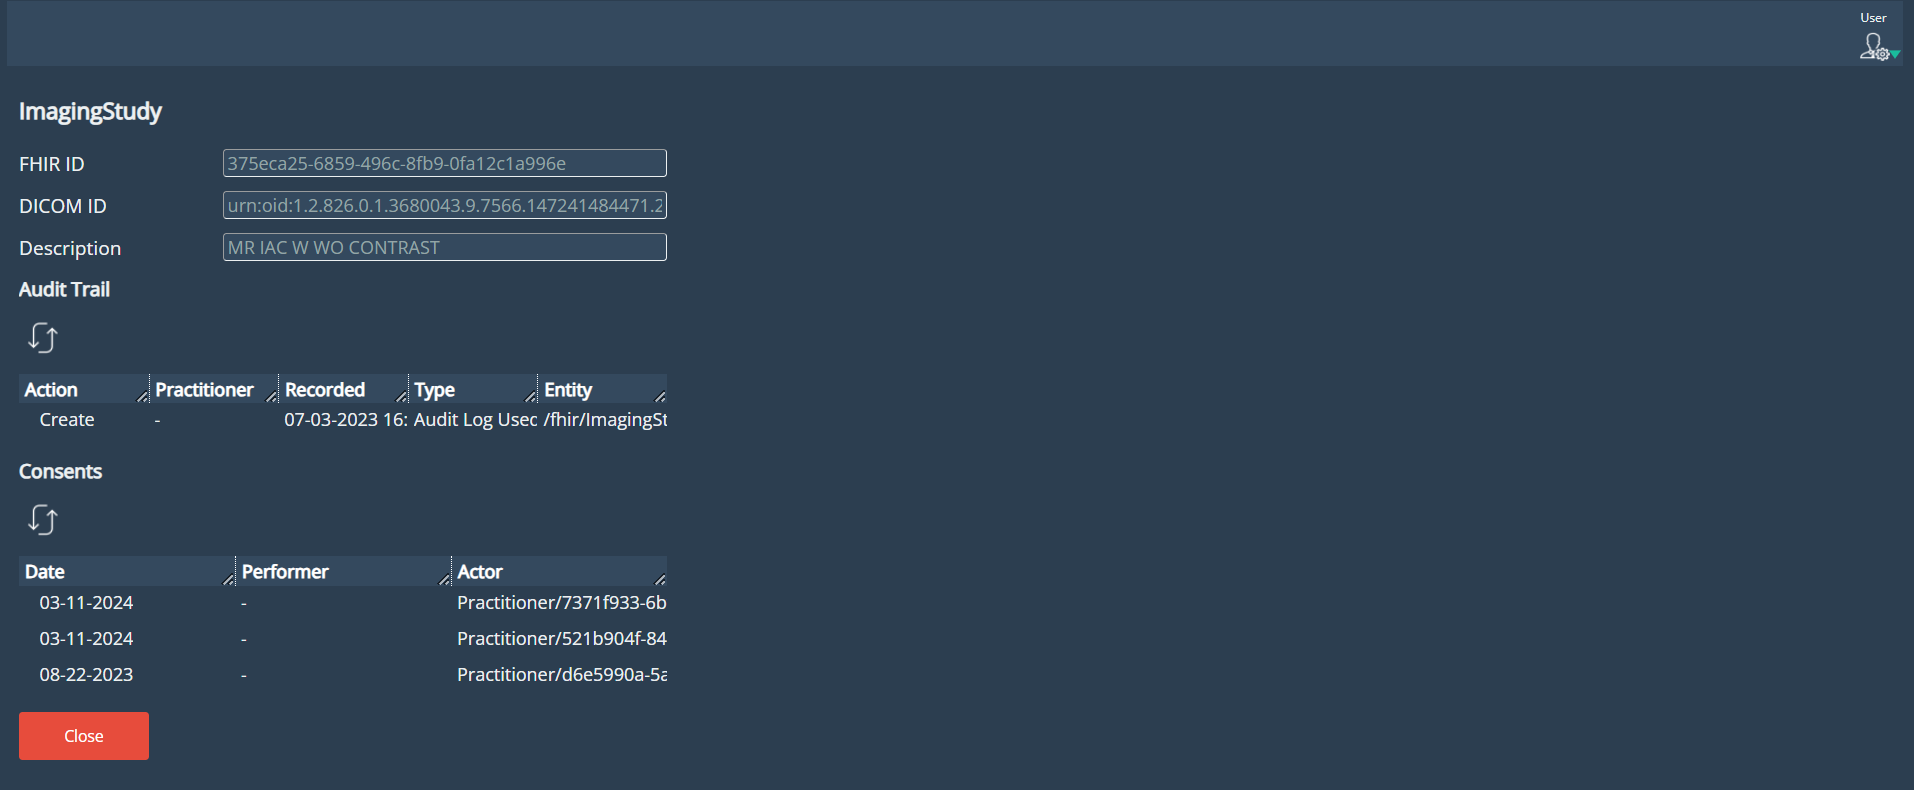 User
ImagingStudy
FHIR ID 375eca25-6859-496c-8fb9-0fa12c1a996e
DICOM ID urn:oid:1.2.826.0.1.3680043.9.7566.147241484471.2
Description MR IAC W WO CONTRAST
Audit Trail
Action Practitioner Recorded Type Entity
Create - 07-03-2023 16: Audit Log Used /fhir/ImagingSt
Consents
Date Performer Actor
03-11-2024 - Practitioner/7371f933-6b
03-11-2024 - Practitioner/521b904f-84
08-22-2023 - Practitioner/d6e5990a-5a
Close